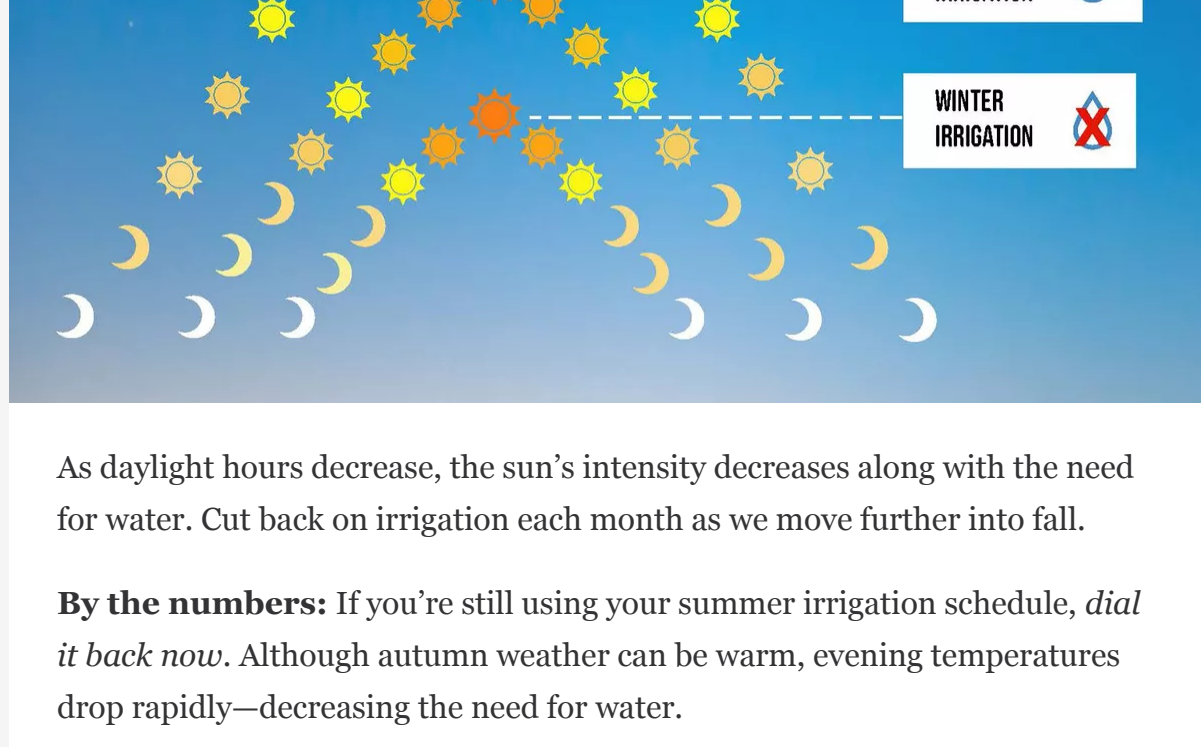 WINTER
IRRIGATION
As daylight hours decrease, the sun’s intensity decreases along with the need
for water. Cut back on irrigation each month as we move further into fall.
By the numbers: If you’re still using your summer irrigation schedule, dial
it back now. Although autumn weather can be warm, evening temperatures
drop rapidly—decreasing the need for water.